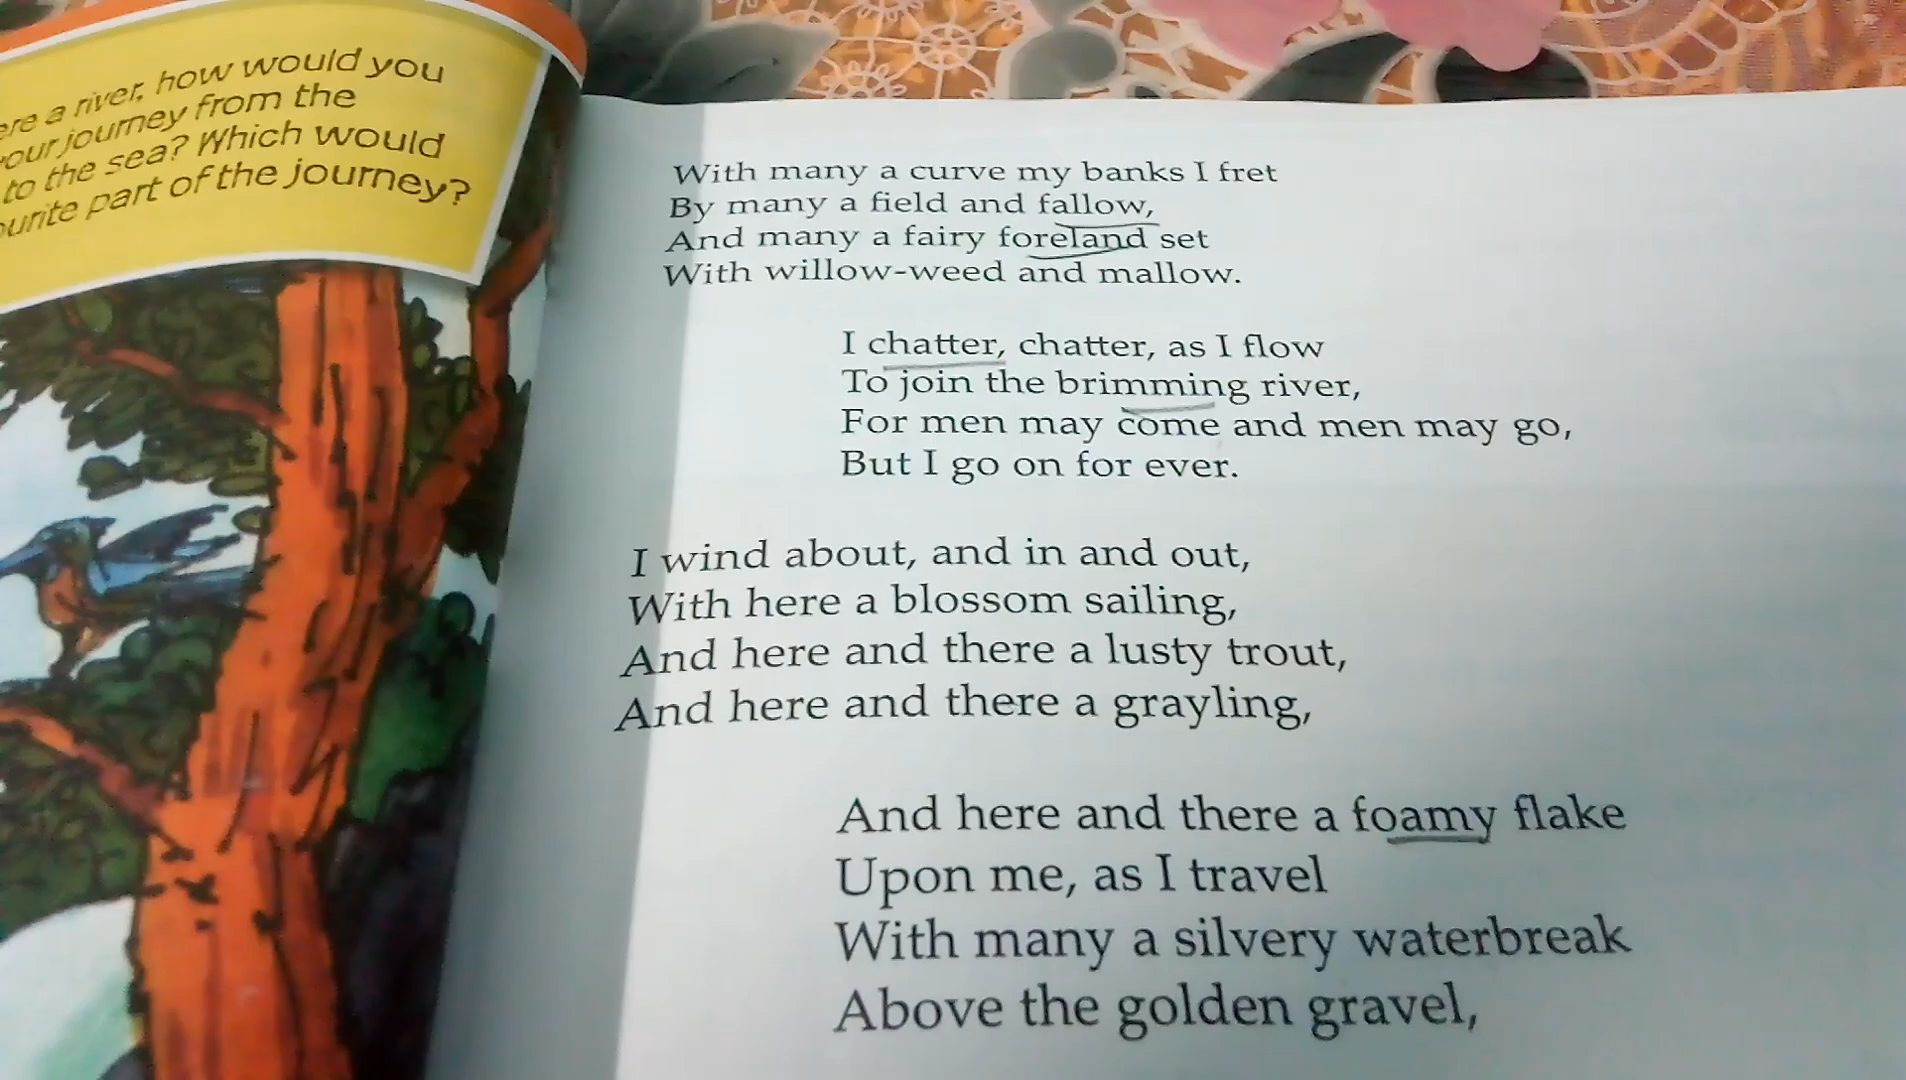 ere a river, how would you
our journey from the
to the sea? Which would
ourite part of the journey?
With many a curve my banks I fret
By many a field and fallow,
And many a fairy foreland set
With willow-weed and mallow.
I chatter, chatter, as I flow
To join the brimming river,
For men may come and men may go,
But I go on for ever.
I wind about, and in and out,
With here a blossom sailing,
And here and there a lusty trout,
And here and there a grayling,
And here and there a foamy flake
Upon me, as I travel
With many a silvery waterbreak
Above the golden gravel,